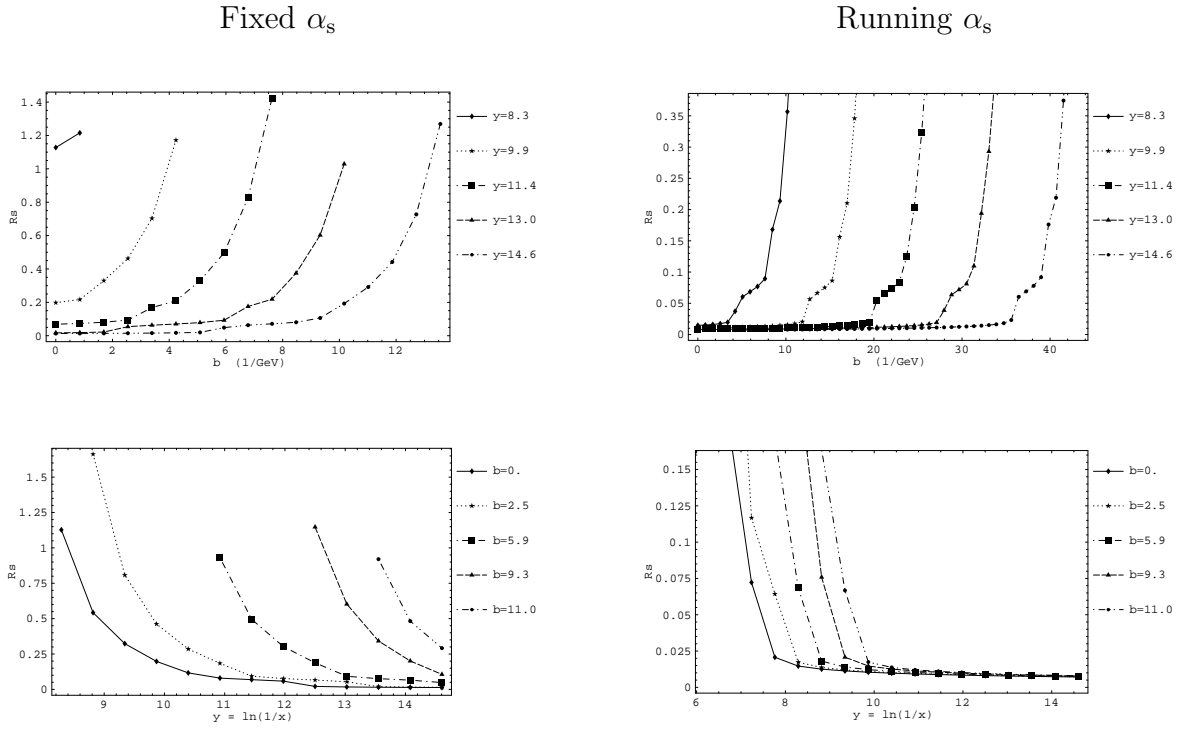 Fixed αs
Running αs
1.4
1.2
1
0.8
0.6
0.4
0.2
0
Rs
0 2 4 6 8 10 12
b (1/GeV)
y=8.3
y=9.9
y=11.4
y=13.0
y=14.6
0.35
0.3
0.25
0.2
0.15
0.1
0.05
0
Rs
0 10 20 30 40
b (1/GeV)
y=8.3
y=9.9
y=11.4
y=13.0
y=14.6
1.5
1.25
1
0.75
0.5
0.25
0
Rs
9 10 11 12 13 14
y = ln(1/x)
b=0.
b=2.5
b=5.9
b=9.3
b=11.0
0.15
0.125
0.1
0.075
0.05
0.025
0
Rs
6 8 10 12 14
y = ln(1/x)
b=0.
b=2.5
b=5.9
b=9.3
b=11.0